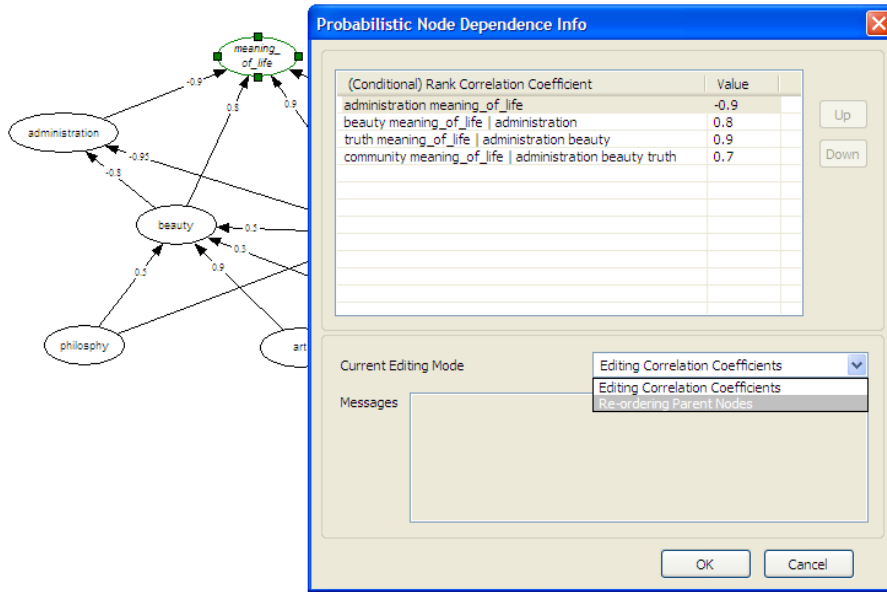 meaning_
of_life
-0.9
0.8
0.9
administration
-0.95
-0.8
beauty
0.5
0.3
0.5
0.9
philosphy
art
Probabilistic Node Dependence Info
(Conditional) Rank Correlation Coefficient Value
administration meaning_of_life -0.9
beauty meaning_of_life | administration 0.8
truth meaning_of_life | administration beauty 0.9
community meaning_of_life | administration beauty truth 0.7
Up
Down
Current Editing Mode Editing Correlation Coefficients
Editing Correlation Coefficients
Re-ordering Parent Nodes
Messages
OK Cancel